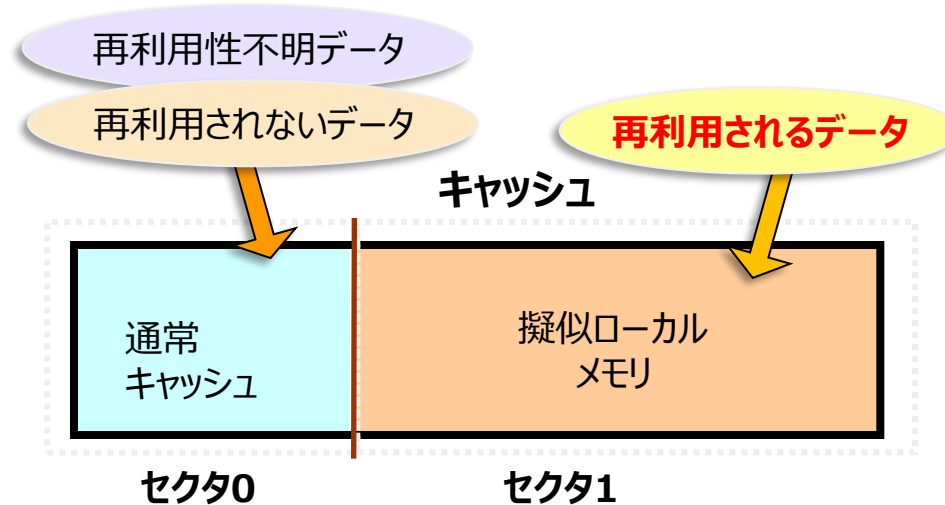 再利用性不明データ
再利用されないデータ
再利用されるデータ
キャッシュ
通常
キャッシュ
擬似ローカル
メモリ
セクタ0
セクタ1